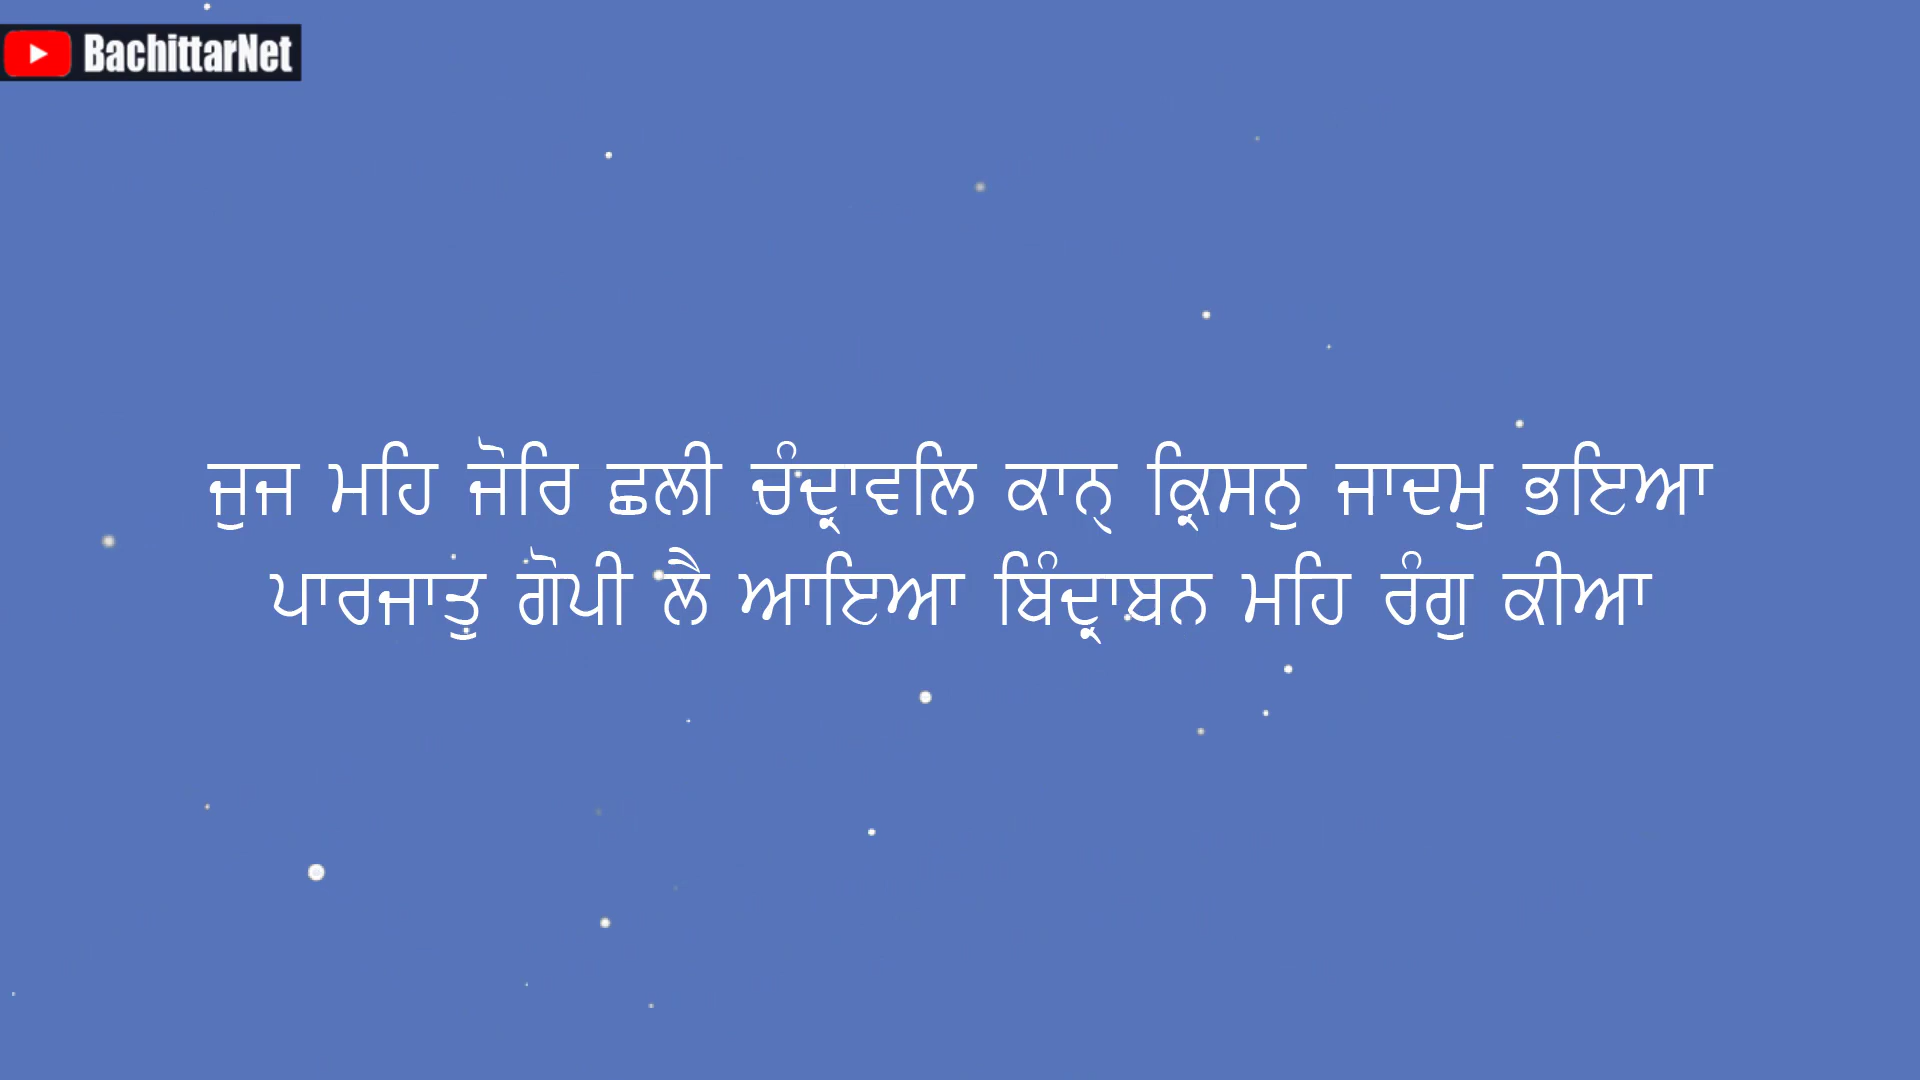 BachittarNet
ਜੁਜ ਮਹਿ ਜੋਰਿ ਛਲੀ ਚੰਦ੍ਰਾਵਲਿ ਕਾਨੑ ਕ੍ਰਿਸਨੁ ਜਾਦਮੁ ਭਇਆ
ਪਾਰਜਾਤੁ ਗੋਪੀ ਲੈ ਆਇਆ ਬਿੰਦ੍ਰਾਬਨ ਮਹਿ ਰੰਗੁ ਕੀਆ